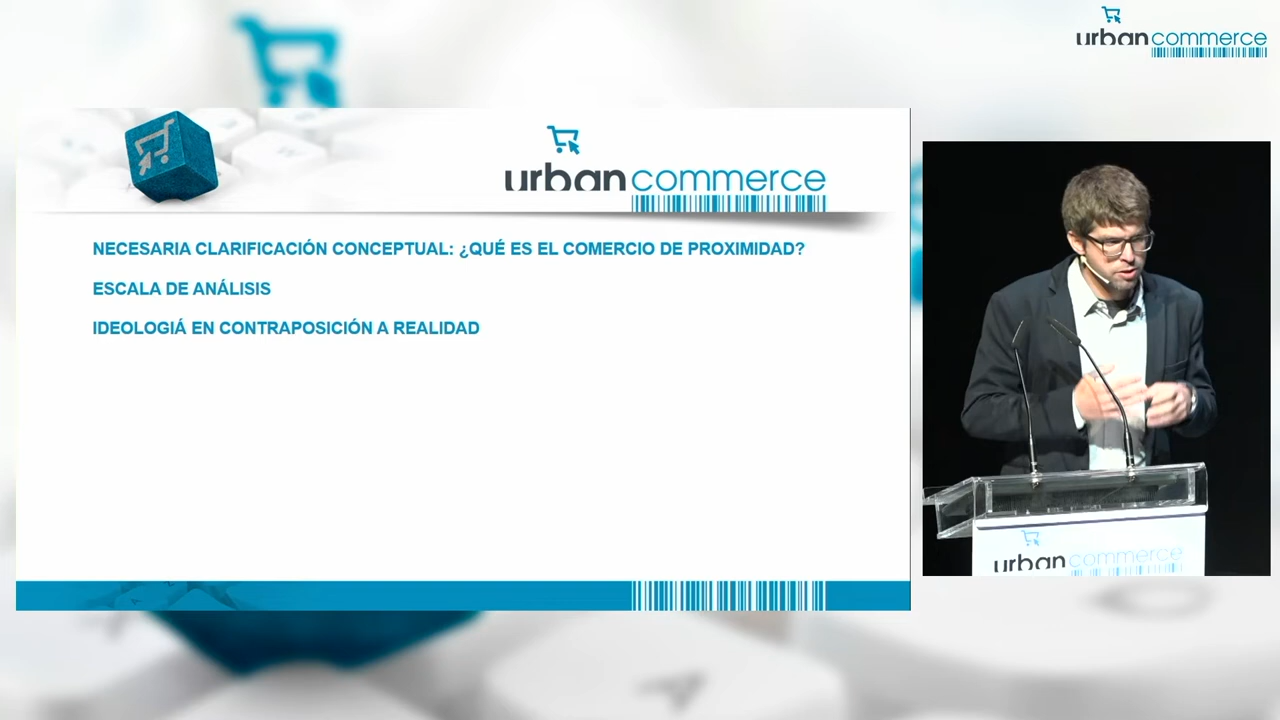 urbancommerce
urbancommerce
NECESARIA CLARIFICACIÓN CONCEPTUAL: ¿QUÉ ES EL COMERCIO DE PROXIMIDAD?
ESCALA DE ANÁLISIS
IDEOLOGIÁ EN CONTRAPOSICIÓN A REALIDAD
urbancommerce